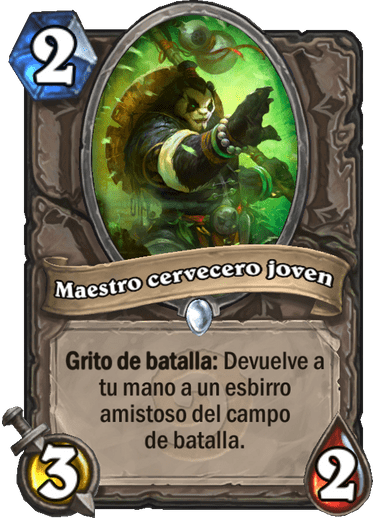 2
Maestro cervecero joven
Grito de batalla: Devuelve a
tu mano a un esbirro
amistoso del campo
de batalla.
3
2